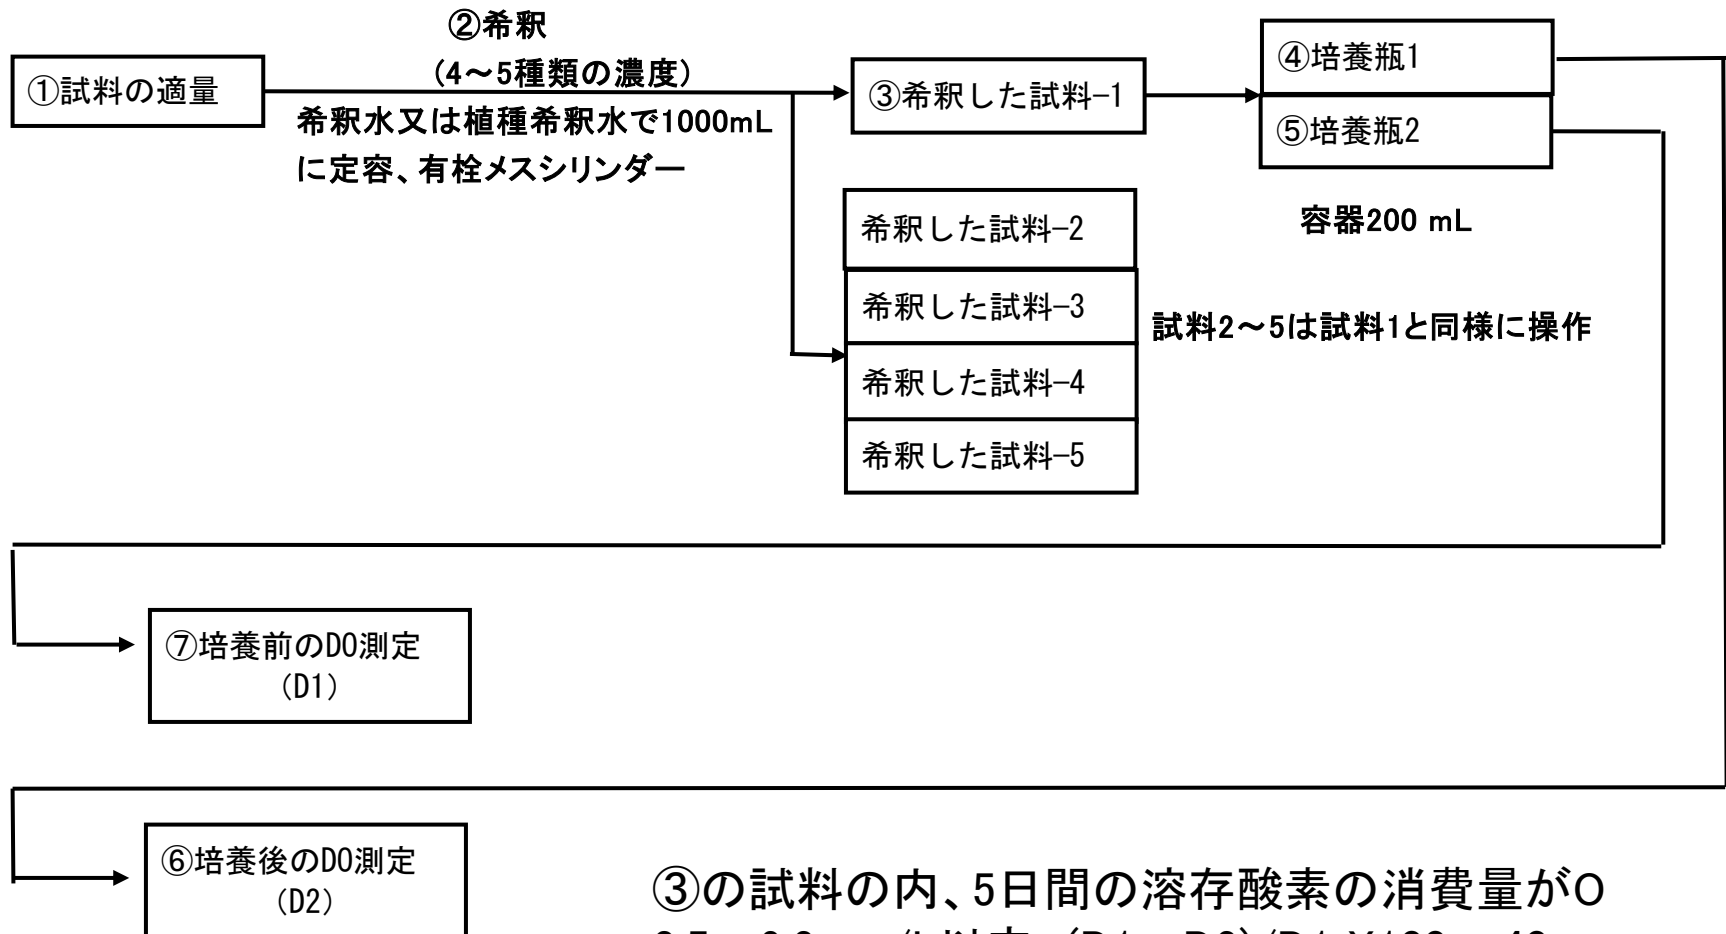 ②希釈
(4～5種類の濃度)
①試料の適量
希釈水又は植種希釈水で1000mL
に定容、有栓メスシリンダー
③希釈した試料-1
④培養瓶1
⑤培養瓶2
容器200 mL
希釈した試料-2
希釈した試料-3
希釈した試料-4
希釈した試料-5
試料2～5は試料1と同様に操作
⑦培養前のDO測定
(D1)
⑥培養後のDO測定
(D2)
③の試料の内、5日間の溶存酸素の消費量がO